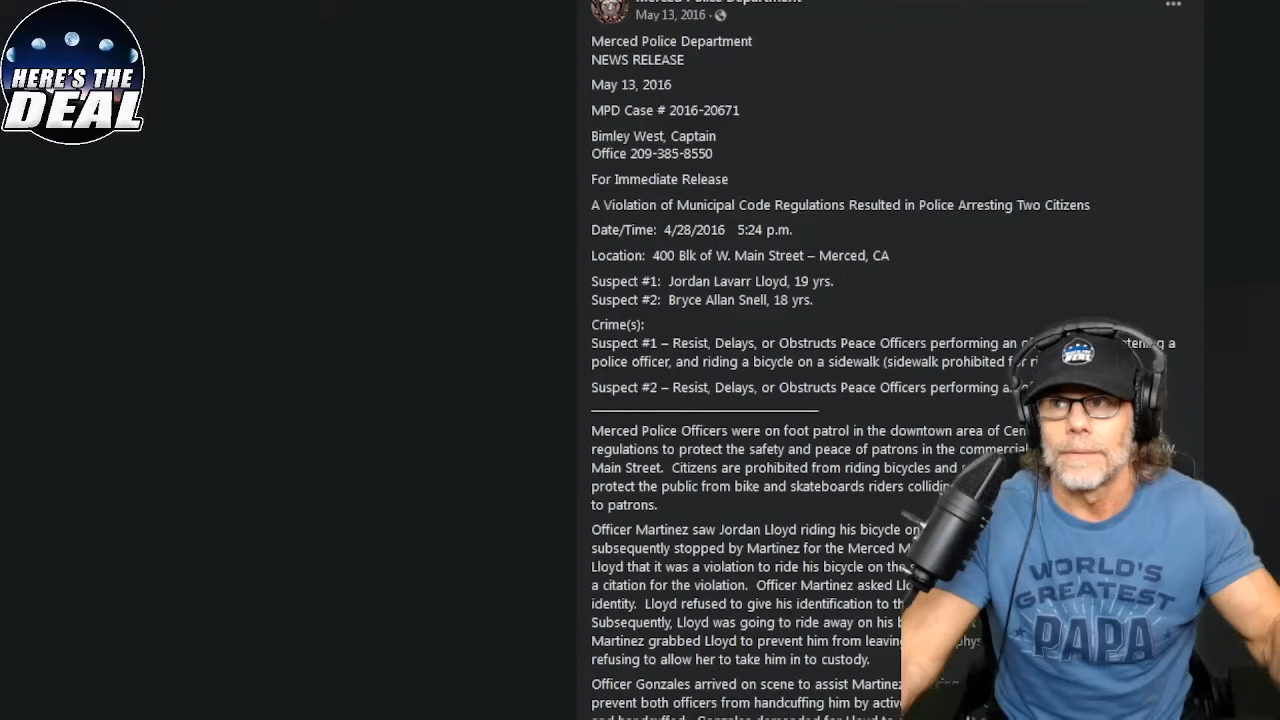 HERE'S THE
DEAL
May 13, 2016
Merced Police Department
NEWS RELEASE
May 13, 2016
MPD Case # 2016-20671
Bimley West, Captain
Office 209-385-8550
For Immediate Release
A Violation of Municipal Code Regulations Resulted in Police Arresting Two Citizens
Date/Time: 4/28/2016 5:24 p.m.
Location: 400 Blk of W. Main Street – Merced, CA
Suspect #1: Jordan Lavarr Lloyd, 19 yrs.
Suspect #2: Bryce Allan Snell, 18 yrs.
Crime(s):
Suspect #1 – Resist, Delays, or Obstructs Peace Officers performing an a
police officer, and riding a bicycle on a sidewalk (sidewalk prohibited
Suspect #2 – Resist, Delays, or Obstructs Peace Officers performing
Merced Police Officers were on foot patrol in the downtown area of
regulations to protect the safety and peace of patrons in the commercial W.
Main Street. Citizens are prohibited from riding bicycles and
protect the public from bike and skateboards riders
to patrons.
Officer Martinez saw Jordan Lloyd riding his bicycle
subsequently stopped by Martinez for the Merced
Lloyd that it was a violation to ride his bicycle on the
a citation for the violation. Officer Martinez asked
identity. Lloyd refused to give his identification to
Subsequently, Lloyd was going to ride away on his
Martinez grabbed Lloyd to prevent him from
refusing to allow her to take him in to custody.
Officer Gonzales arrived on scene to assist Martinez
prevent both officers from handcuffing him by
DEAL
WORLD'S
GREATEST
PAPA